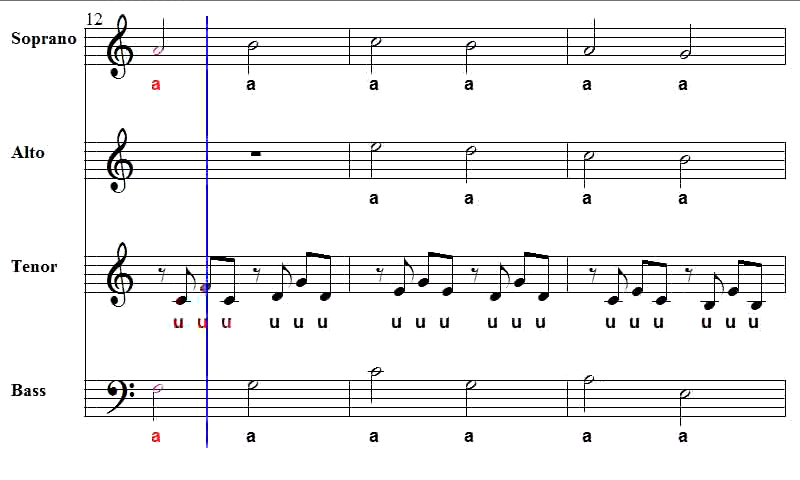 12
Soprano
a a a a a a
Alto
a a a a
Tenor
u u u u u u u u u u u u u u u u u u
Bass
a a a a a a